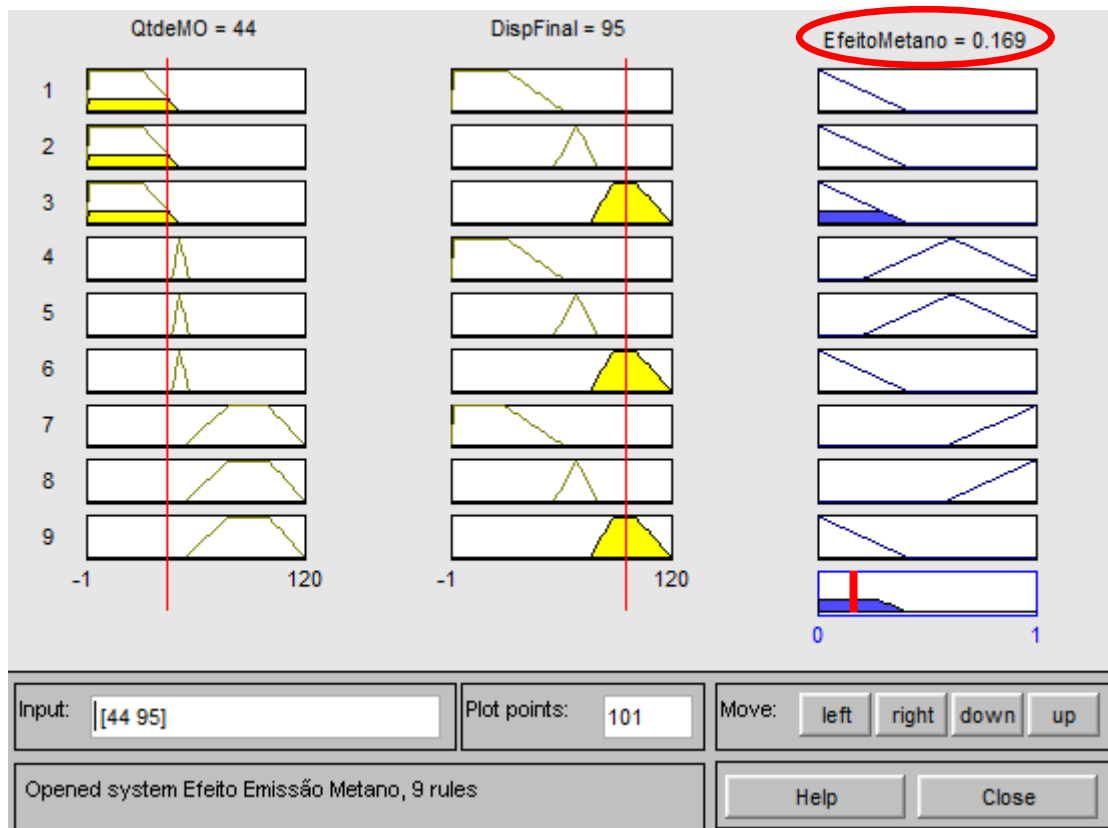 QtdeMO = 44 DispFinal = 95 EfeitoMetano = 0.169
1
2
3
4
5
6
7
8
9
-1 120 -1 120
0 1
Input: [44 95] Plot points: 101 Move: left right down up
Opened system Efeito Emissão Metano, 9 rules Help Close